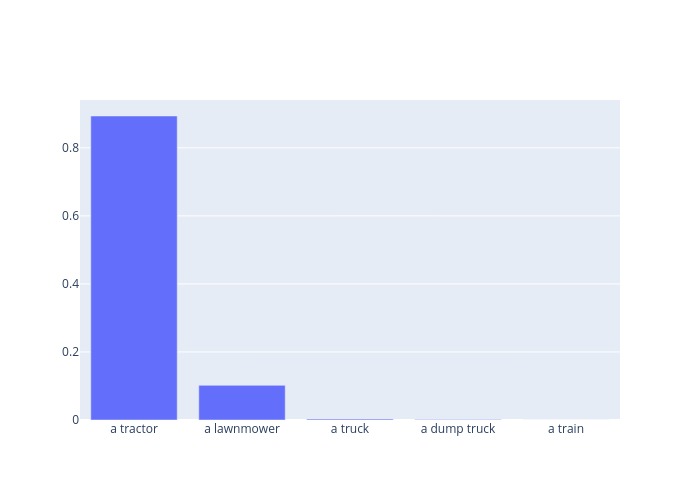 0.8
0.6
0.4
0.2
0
a tractor
a lawnmower
a truck
a dump truck
a train